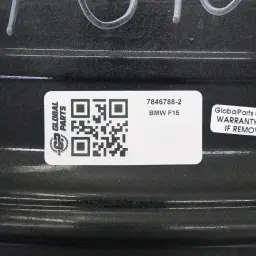 GLOBAL
PARTS
7846788-2
BMW F15
GlobalParts
WARRANTY
IF REMOV